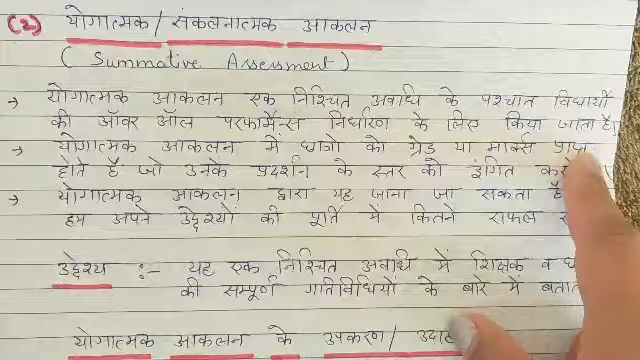 (2) योगात्मक / संकलनात्मक आकलन
( Summative Assessment )
→ योगात्मक आकलन एक निश्चित अवधि के पश्चात विद्यार्थी
की ओवर ऑल परफॉर्मेन्स निर्धारण के लिए किया जाता है।
→ योगात्मक आकलन में छात्रों को ग्रेड या मार्क्स प्राप्त
होते हैं जो उनके प्रदर्शन के स्तर को इंगित करते
→ योगात्मक आकलन द्वारा यह जाना जा सकता है
हम अपने उद्देश्यों की पूर्ति में कितने सफल
उद्देश्य :- यह एक निश्चित अवधि में शिक्षक व
की सम्पूर्ण गतिविधियों के बारे में
योगात्मक आकलन के उपकरण /